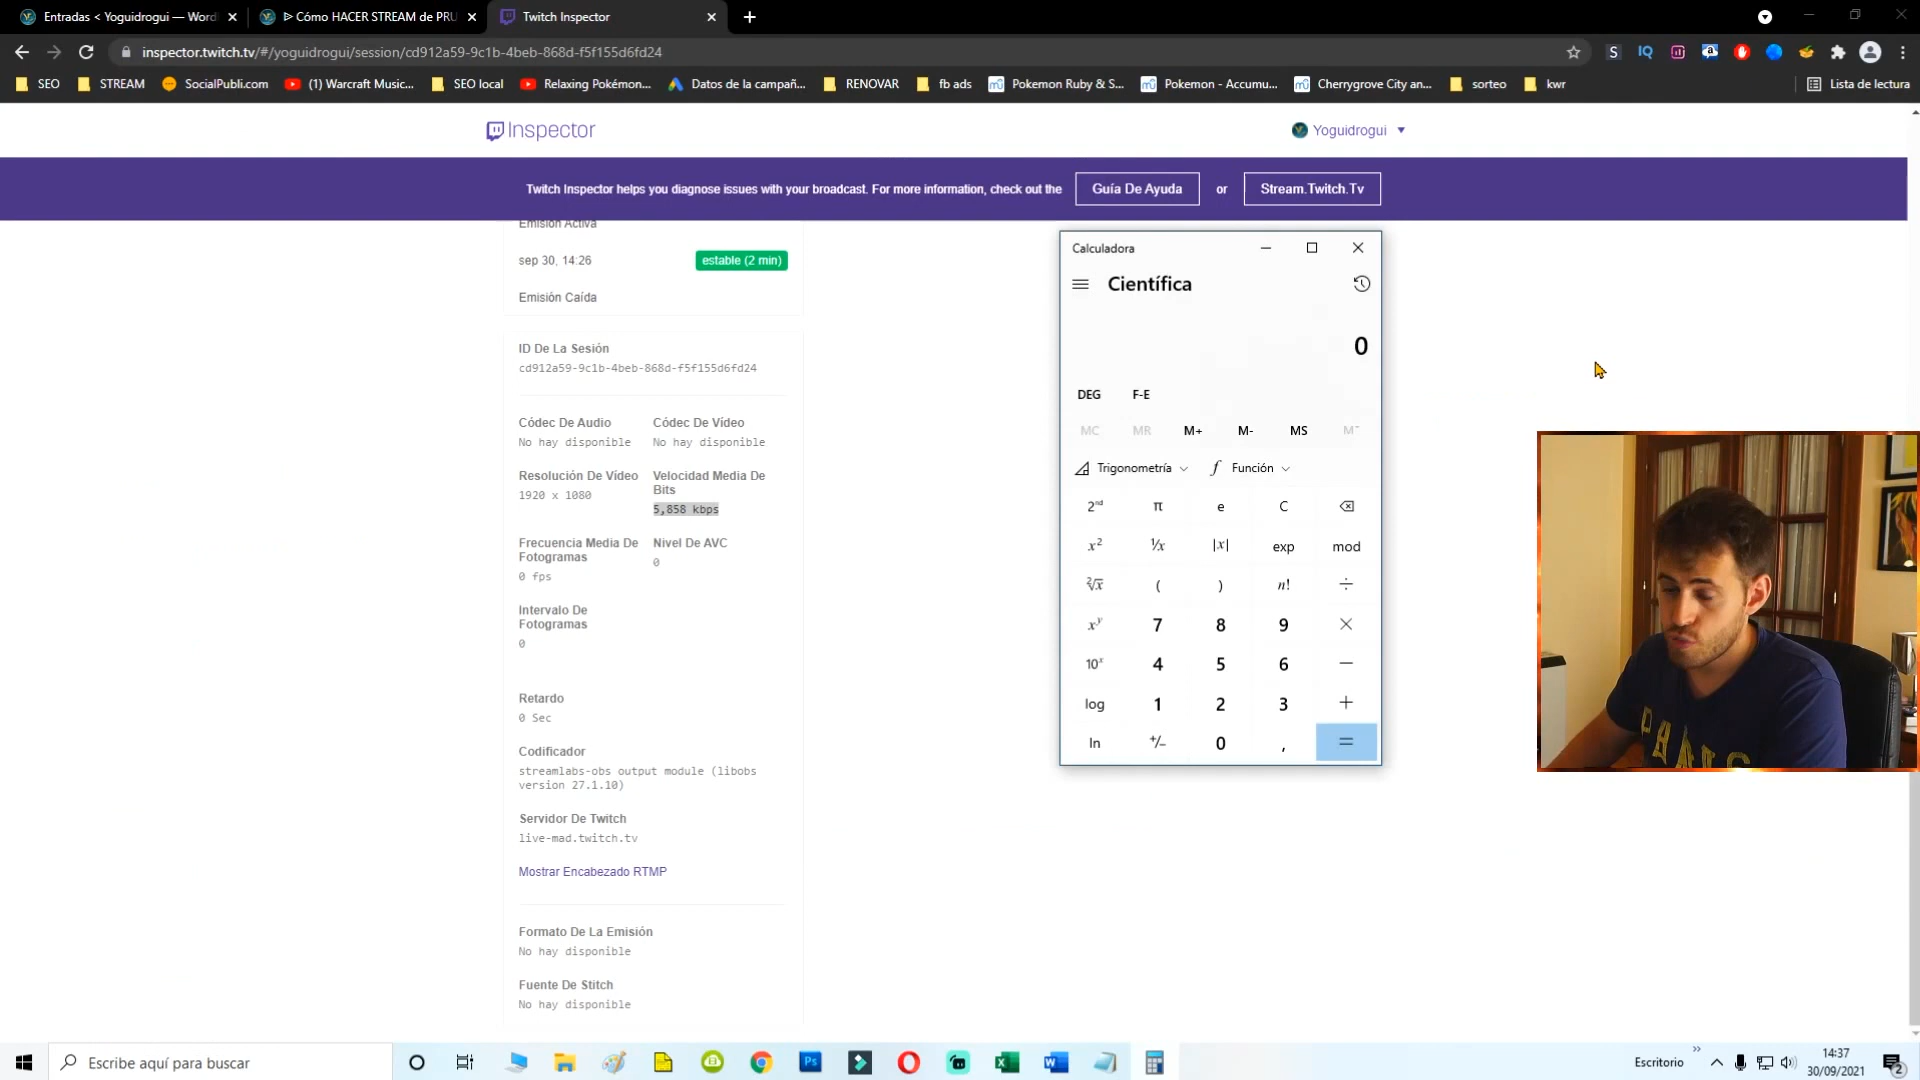 Entradas < Yoguidrogui — Word
ᐅ Cómo HACER STREAM de PRU
Twitch Inspector
inspector.twitch.tv/#/yoguidrogui/session/cd912a59-9c1b-4beb-868d-f5f155d6fd24
SEO
STREAM
SocialPubli.com
(1) Warcraft Music...
SEO local
Relaxing Pokémon...
Datos de la campañ...
RENOVAR
fb ads
Pokemon Ruby & S...
Pokemon - Accumu...
Cherrygrove City an...
sorteo
kwr
Lista de lectura
Inspector
Yoguidrogui
Twitch Inspector helps you diagnose issues with your broadcast. For more information, check out the
Guía De Ayuda
or
Stream.Twitch.Tv
Emisión Activa
sep 30, 14:26
estable (2 min)
Emisión Caída
ID De La Sesión
cd912a59-9c1b-4beb-868d-f5f155d6fd24
Códec De Audio
No hay disponible
Códec De Vídeo
No hay disponible
Resolución De Vídeo
1920 x 1080
Velocidad Media De
Bits
5,858 kbps
Frecuencia Media De
Fotogramas
0 fps
Nivel De AVC
0
Intervalo De
Fotogramas
0
Retardo
0 Sec
Codificador
streamlabs-obs output module (libobs
version 27.1.10)
Servidor De Twitch
live-mad.twitch.tv
Mostrar Encabezado RTMP
Formato De La Emisión
No hay disponible
Fuente De Stitch
No hay disponible
Calculadora
Científica
0
DEG F-E
MC MR M+ M- MS M˅
Trigonometría Función
2ⁿᵈ π e C
x² ¹/x |x| exp mod
²√x ( ) n! ÷
xʸ 7 8 9 ×
10ˣ 4 5 6 −
log 1 2 3 +
ln +/− 0 , =
Escribe aquí para buscar
Escritorio
14:37
30/09/2021
2